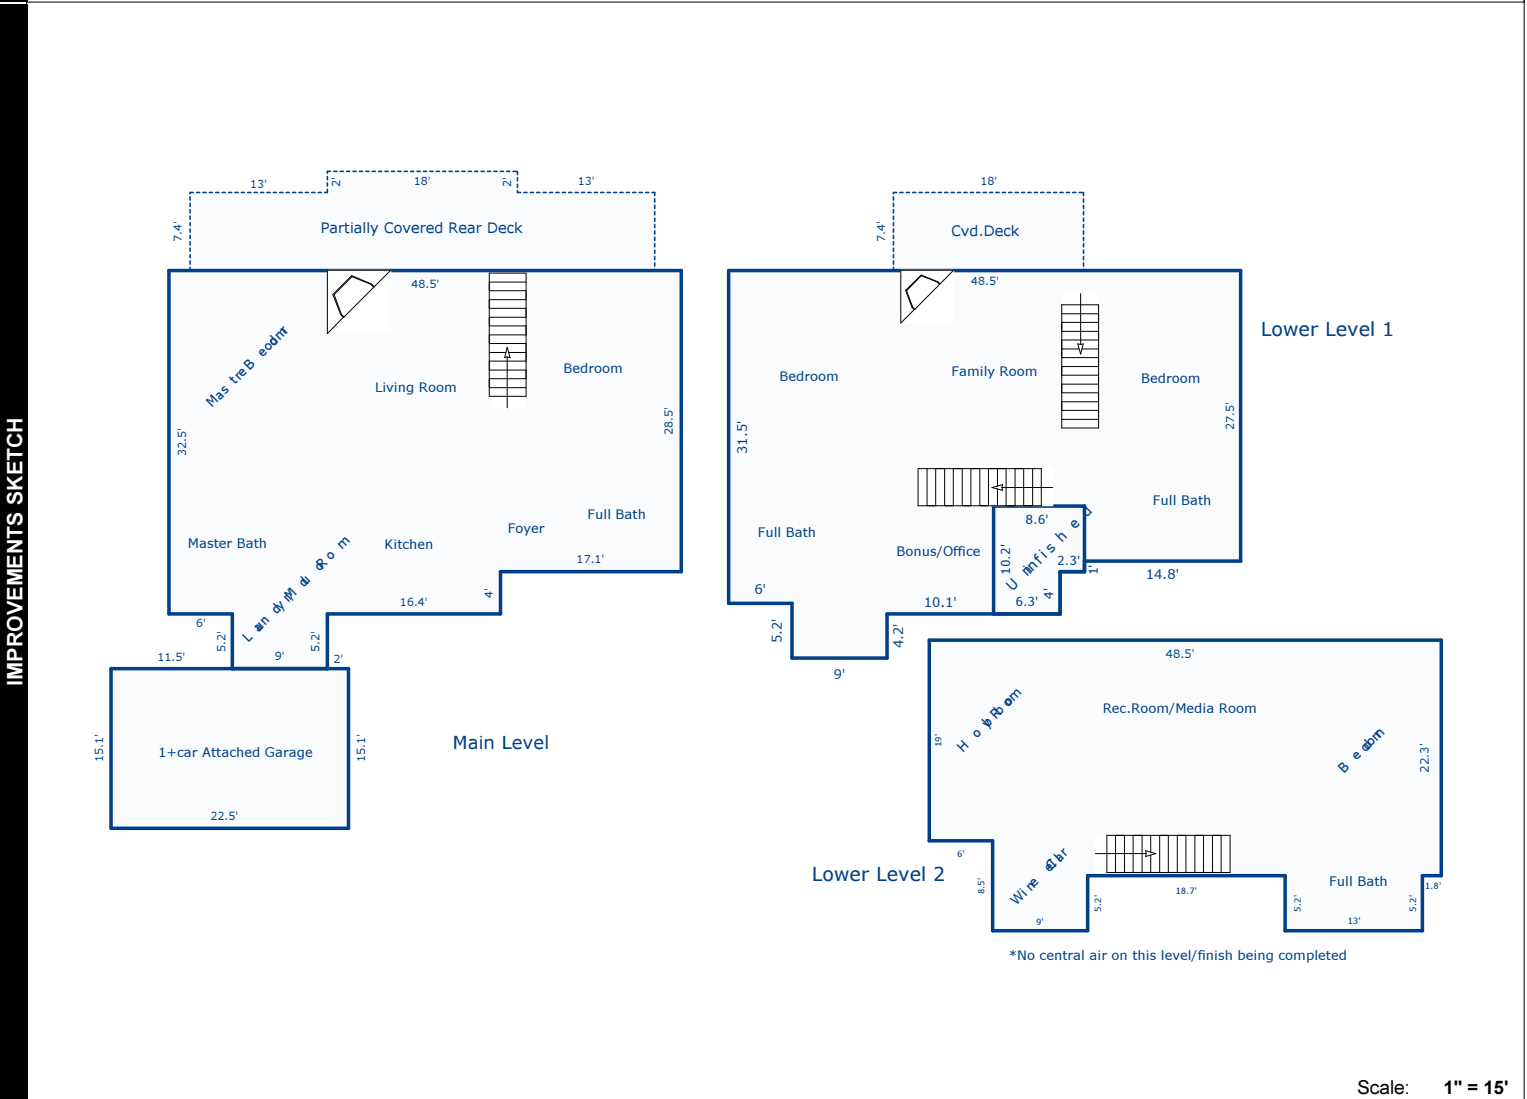 IMPROVEMENTS SKETCH
13'
2'
18'
2'
13'
7.4'
Partially Covered Rear Deck
48.5'
Living Room
Bedroom
32.5'
28.5'
Master Bath
Kitchen
Foyer
Full Bath
17.1'
4'
16.4'
6'
5.2'
5.2'
9'
2'
11.5'
15.1'
1+car Attached Garage
15.1'
22.5'
Main Level
18'
7.4'
Cvd.Deck
48.5'
Lower Level 1
Bedroom
Family Room
Bedroom
31.5'
27.5'
Full Bath
Full Bath
Bonus/Office
8.6'
10.2'
2.3'
1'
14.8'
4'
6.3'
6'
10.1'
5.2'
4.2'
9'
48.5'
Rec.Room/Media Room
19'
22.3'
Lower Level 2
6'
8.5'
9'
5.2'
18.7'
5.2'
Full Bath
13'
5.2'
1.8'
*No central air on this level/finish being completed
Scale: 1" = 15'